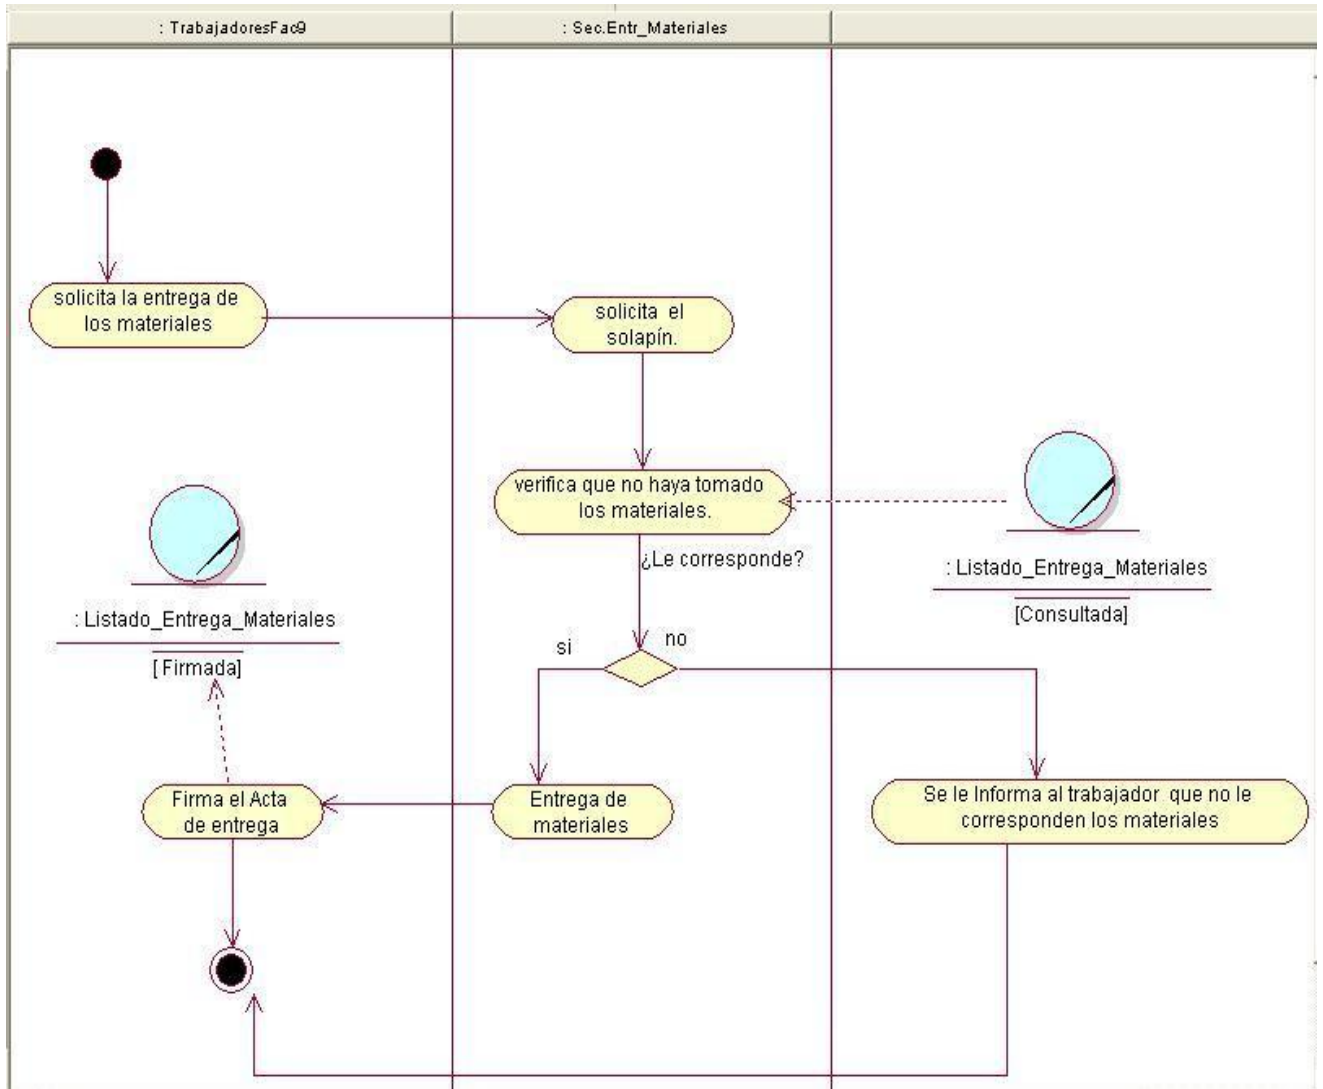 : TrabajadoresFac9
: Sec.Entr_Materiales
solicita la entrega de
los materiales
solicita el
solapín.
verifica que no haya tomado
los materiales.
: Listado_Entrega_Materiales
[Consultada]
¿Le corresponde?
: Listado_Entrega_Materiales
[ Firmada]
si
no
Firma el Acta
de entrega
Entrega de
materiales
Se le Informa al trabajador que no le
corresponden los materiales